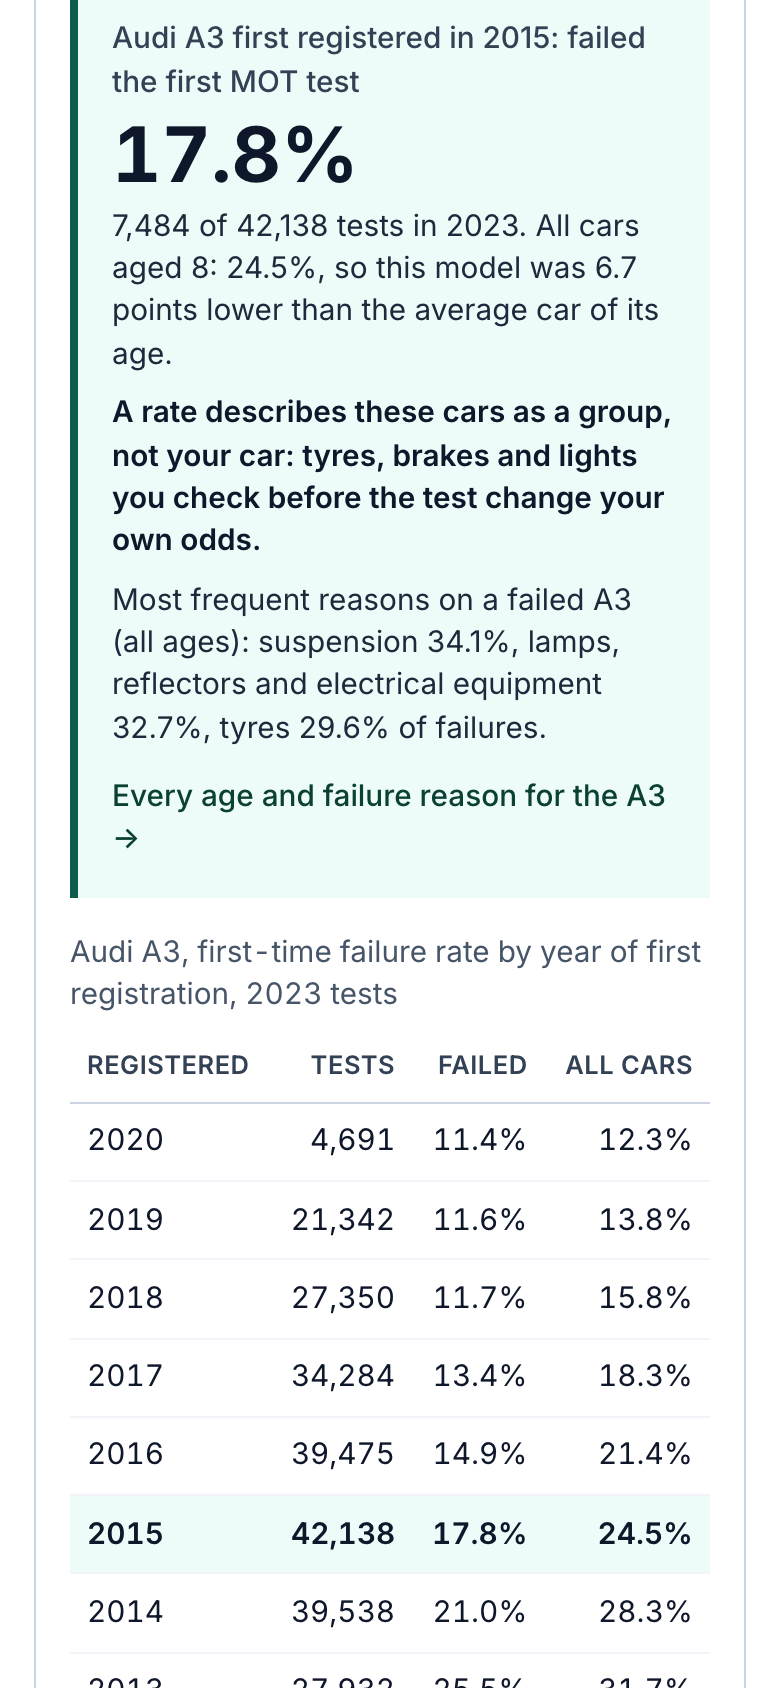 Audi A3 first registered in 2015: failed
the first MOT test
17.8%
7,484 of 42,138 tests in 2023. All cars
aged 8: 24.5%, so this model was 6.7
points lower than the average car of its
age.
A rate describes these cars as a group,
not your car: tyres, brakes and lights
you check before the test change your
own odds.
Most frequent reasons on a failed A3
(all ages): suspension 34.1%, lamps,
reflectors and electrical equipment
32.7%, tyres 29.6% of failures.
Every age and failure reason for the A3
→
Audi A3, first-time failure rate by year of first
registration, 2023 tests
REGISTERED TESTS FAILED ALL CARS
2020 4,691 11.4% 12.3%
2019 21,342 11.6% 13.8%
2018 27,350 11.7% 15.8%
2017 34,284 13.4% 18.3%
2016 39,475 14.9% 21.4%
2015 42,138 17.8% 24.5%
2014 39,538 21.0% 28.3%